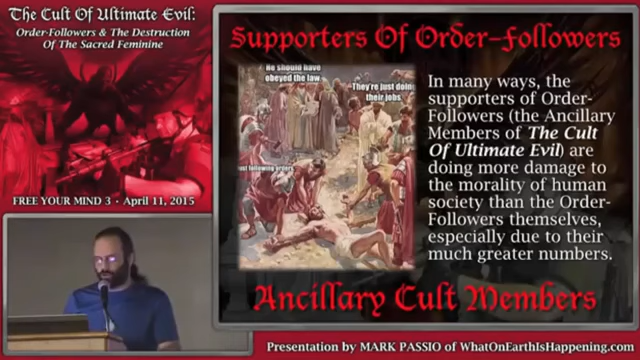 The Cult Of Ultimate Evil:
Order-Followers & The Destruction
Of The Sacred Feminine
FREE YOUR MIND 3 • April 11, 2015
Supporters Of Order-Followers
He should have
obeyed the law.
They're just doing
their jobs.
just following orders
In many ways, the
supporters of Order-
Followers (the Ancillary
Members of The Cult
Of Ultimate Evil) are
doing more damage to
the morality of human
society than the Order-
Followers themselves,
especially due to their
much greater numbers.
Ancillary Cult Members
Presentation by MARK PASSIO of WhatOnEarthIsHappening.com